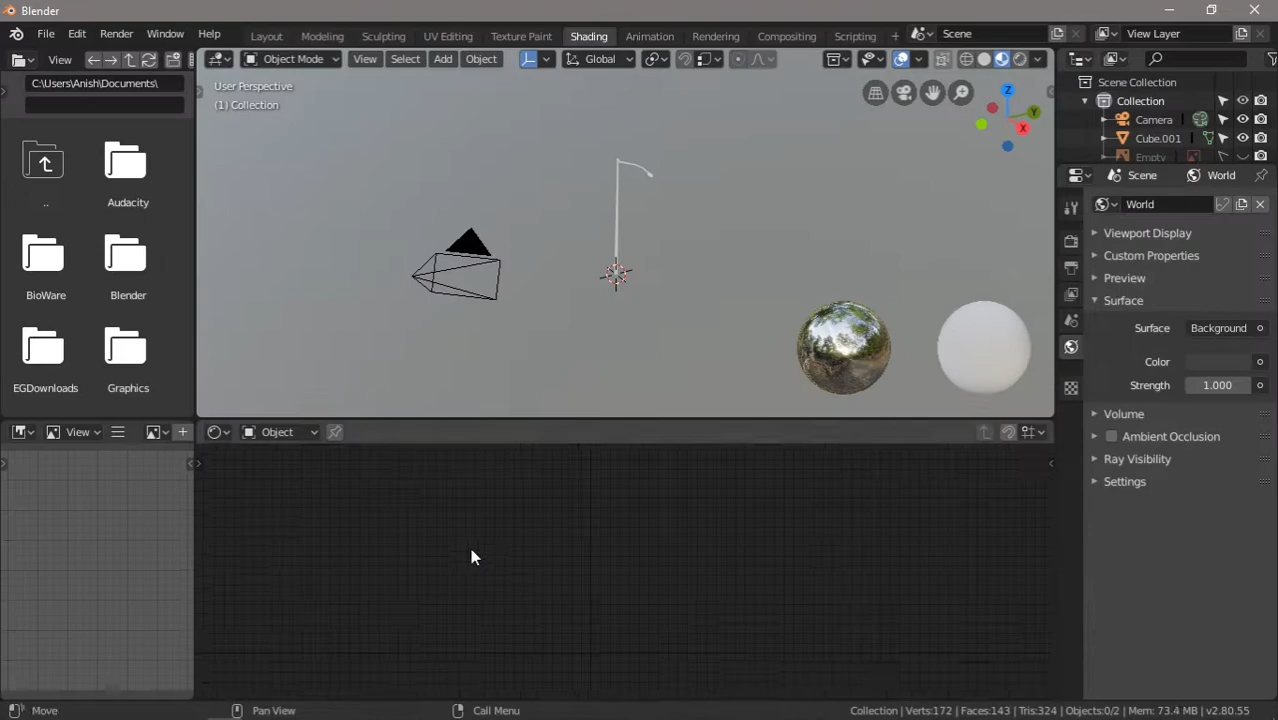 Blender
File Edit Render Window Help
Layout Modeling Sculpting UV Editing Texture Paint Shading Animation Rendering Compositing Scripting
Scene
View Layer
View
Object Mode View Select Add Object Global
C:\Users\Anish\Documents\
User Perspective
(1) Collection
Z
Y
X
Scene Collection
Collection
Camera
Cube.001
Empty
Scene World
World
Viewport Display
Custom Properties
Preview
Surface
Surface Background
Color
Strength 1.000
Volume
Ambient Occlusion
Ray Visibility
Settings
..
Audacity
BioWare
Blender
EGDownloads
Graphics
View
Object
Move
Pan View
Call Menu
Collection | Verts:172 | Faces:143 | Tris:324 | Objects:0/2 | Mem: 73.4 MB | v2.80.55